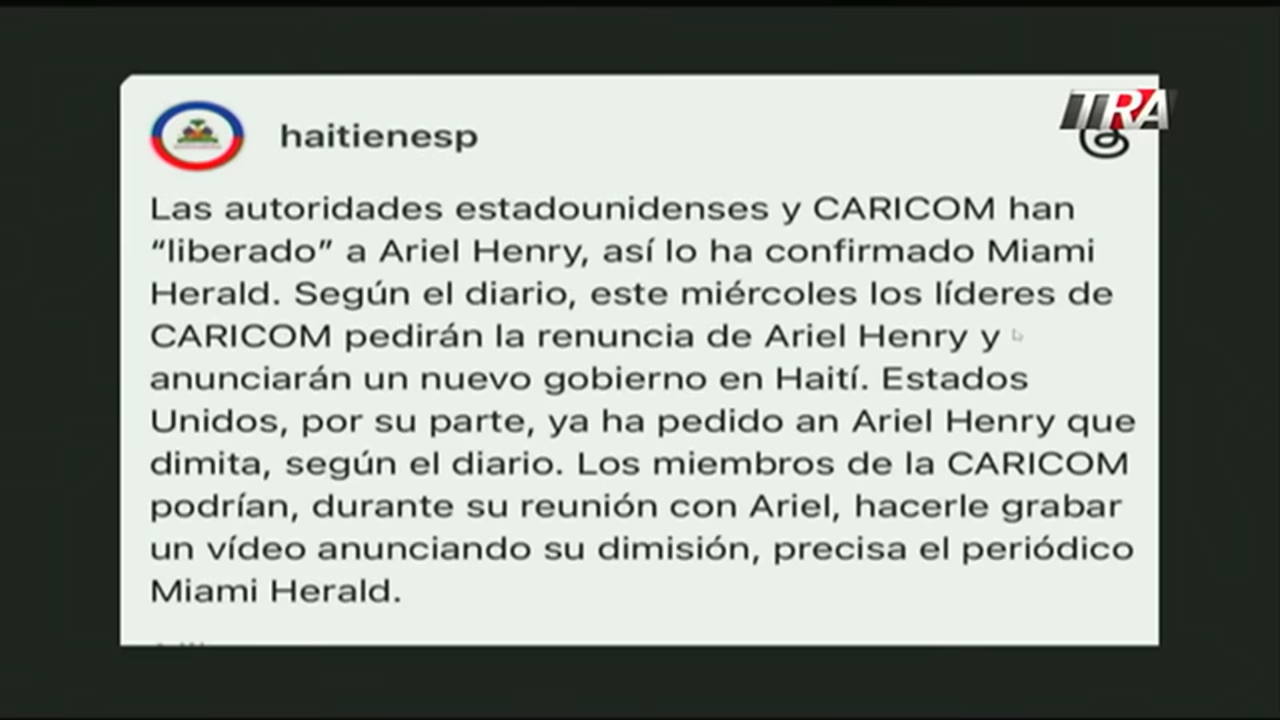 TRA
haitienesp
Las autoridades estadounidenses y CARICOM han
“liberado” a Ariel Henry, así lo ha confirmado Miami
Herald. Según el diario, este miércoles los líderes de
CARICOM pedirán la renuncia de Ariel Henry y
anunciarán un nuevo gobierno en Haití. Estados
Unidos, por su parte, ya ha pedido an Ariel Henry que
dimita, según el diario. Los miembros de la CARICOM
podrían, durante su reunión con Ariel, hacerle grabar
un vídeo anunciando su dimisión, precisa el periódico
Miami Herald.